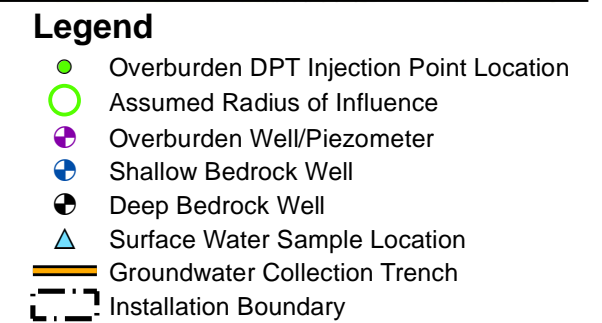 Legend
Overburden DPT Injection Point Location
Assumed Radius of Influence
Overburden Well/Piezometer
Shallow Bedrock Well
Deep Bedrock Well
Surface Water Sample Location
Groundwater Collection Trench
Installation Boundary